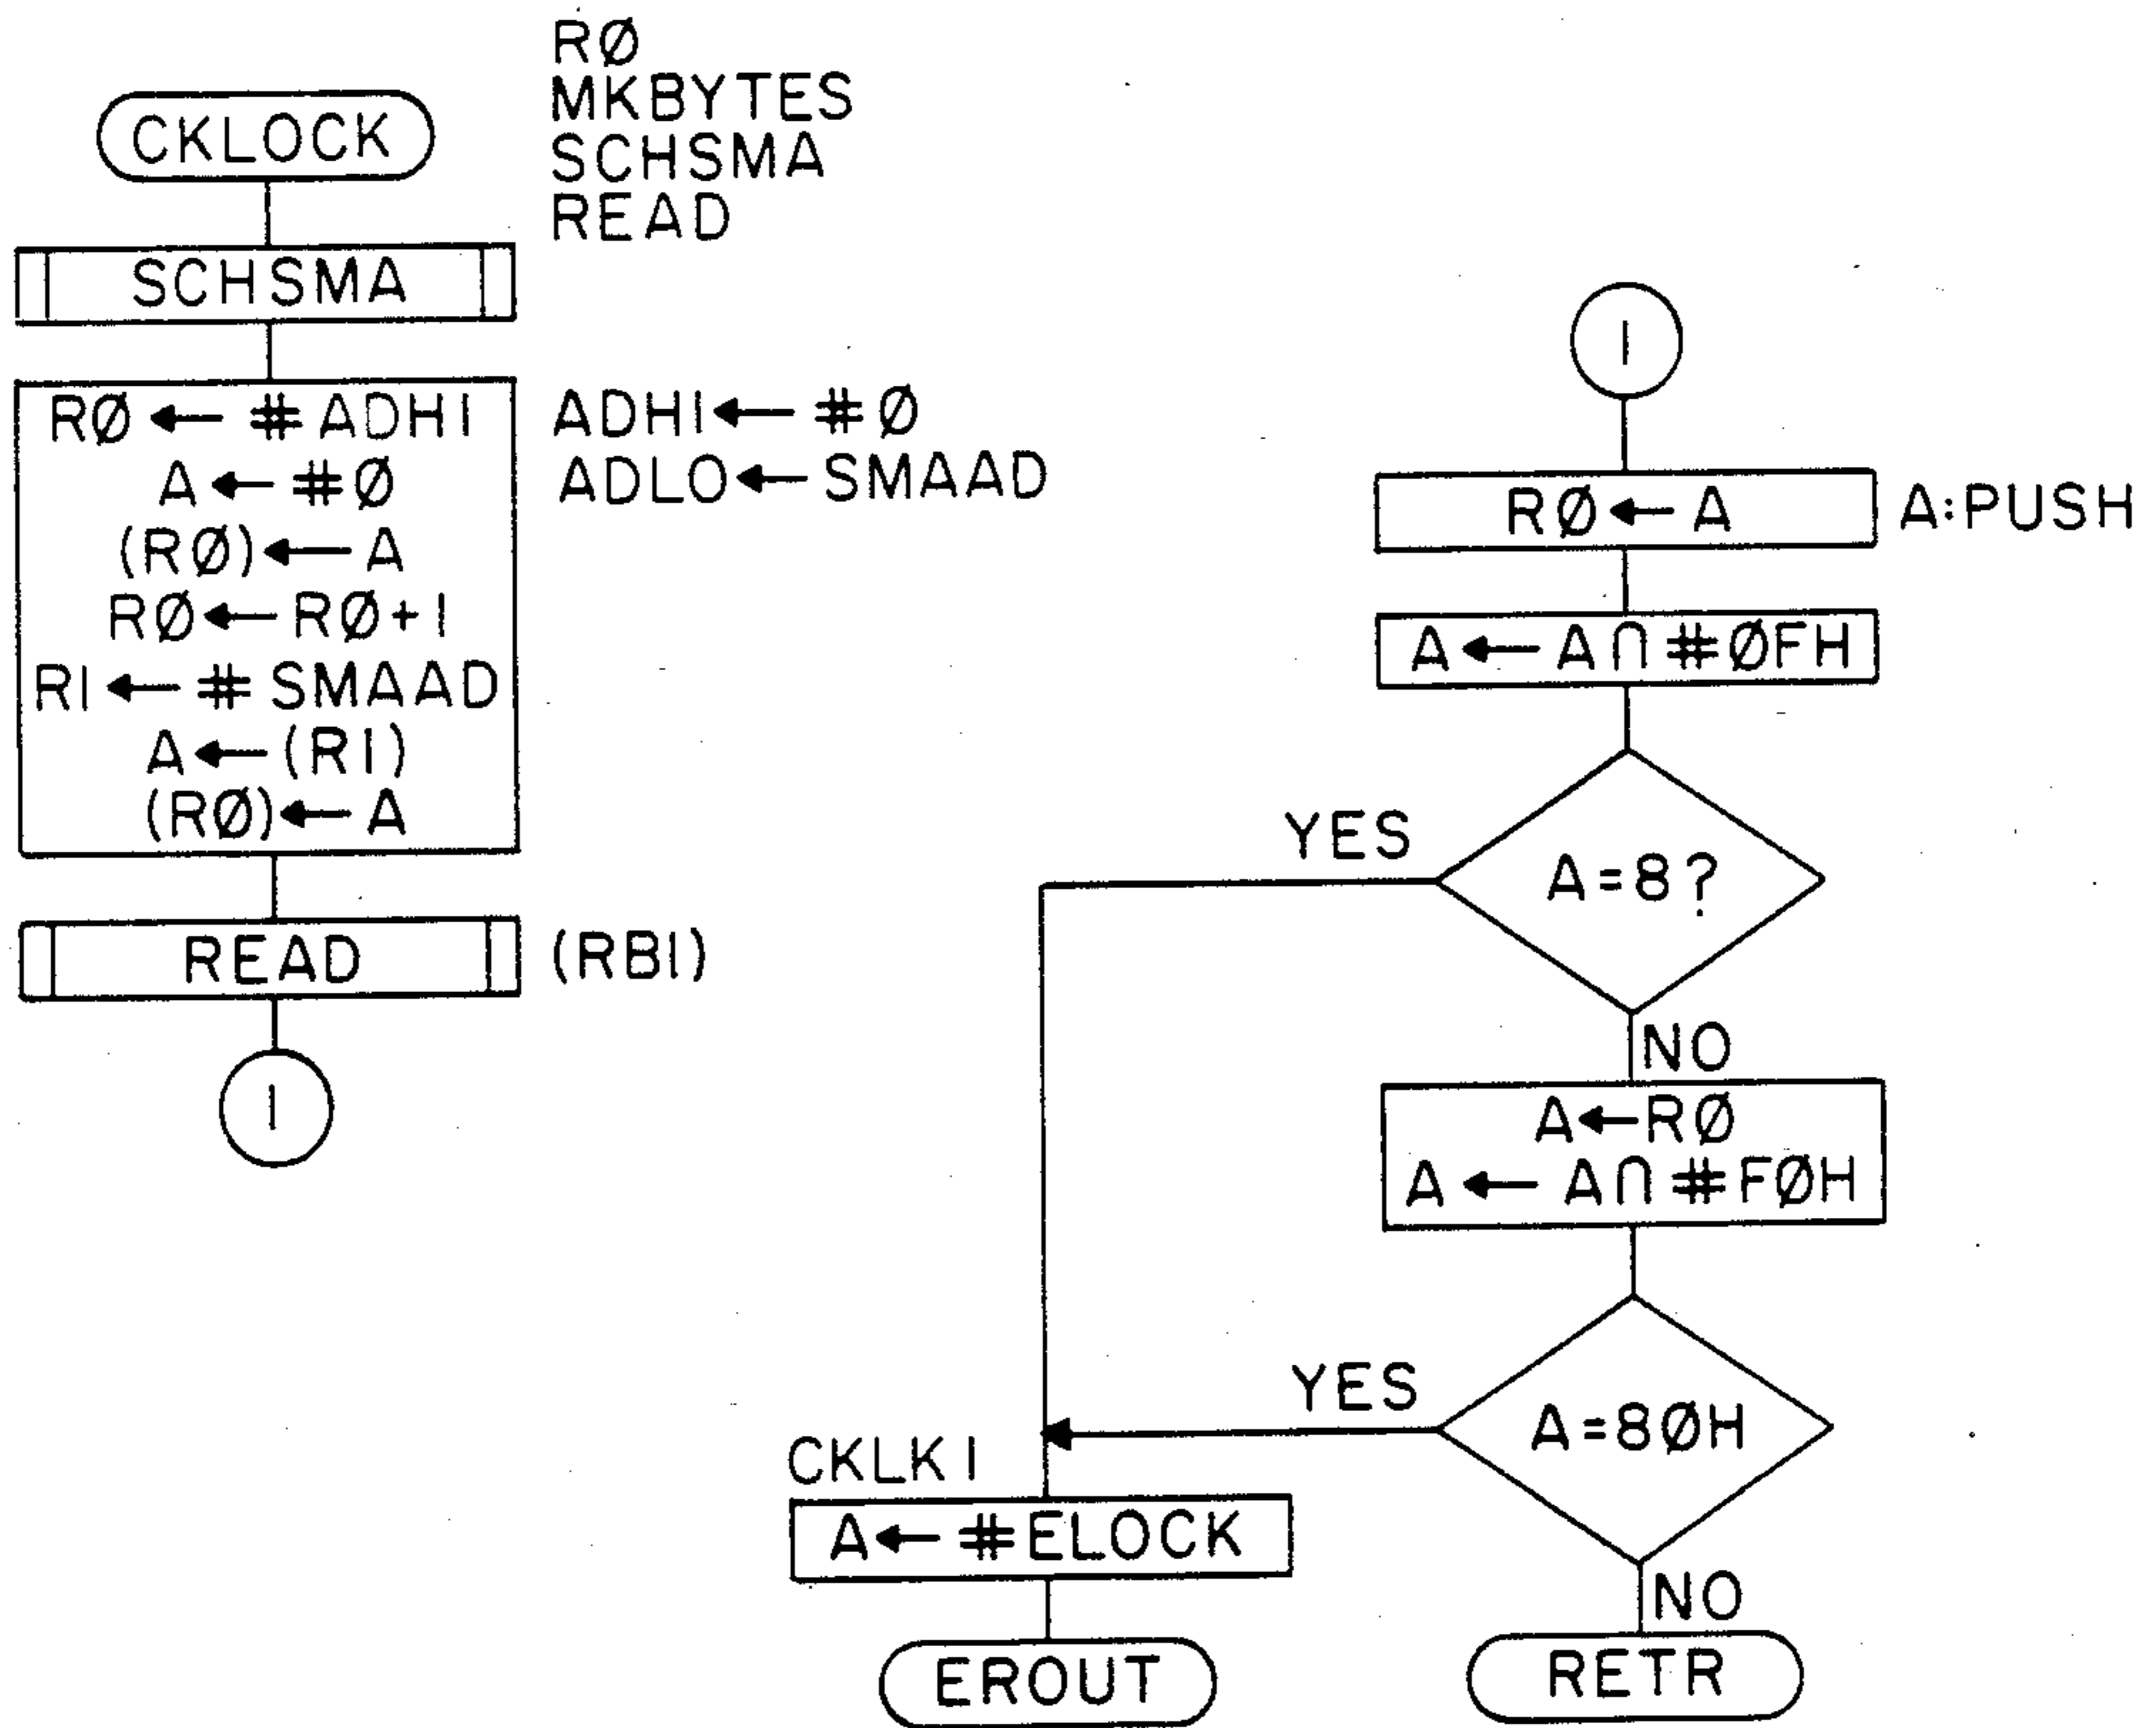 CKLOCK
RØ
MKBYTES
SCHSMA
READ
SCHSMA
RØ ← # ADHI
A ← #Ø
(RØ) ← A
RØ ← RØ+1
R1 ← # SMAAD
A ← (R1)
(RØ) ← A
ADHI ← #Ø
ADLO ← SMAAD
READ
(RB1)
1
1
RØ ← A
A:PUSH
A ← A∩#ØFH
A=8?
YES
NO
A←RØ
A ← A∩#FØH
A=8ØH
YES
NO
CKLK1
A ← #ELOCK
EROUT
RETR